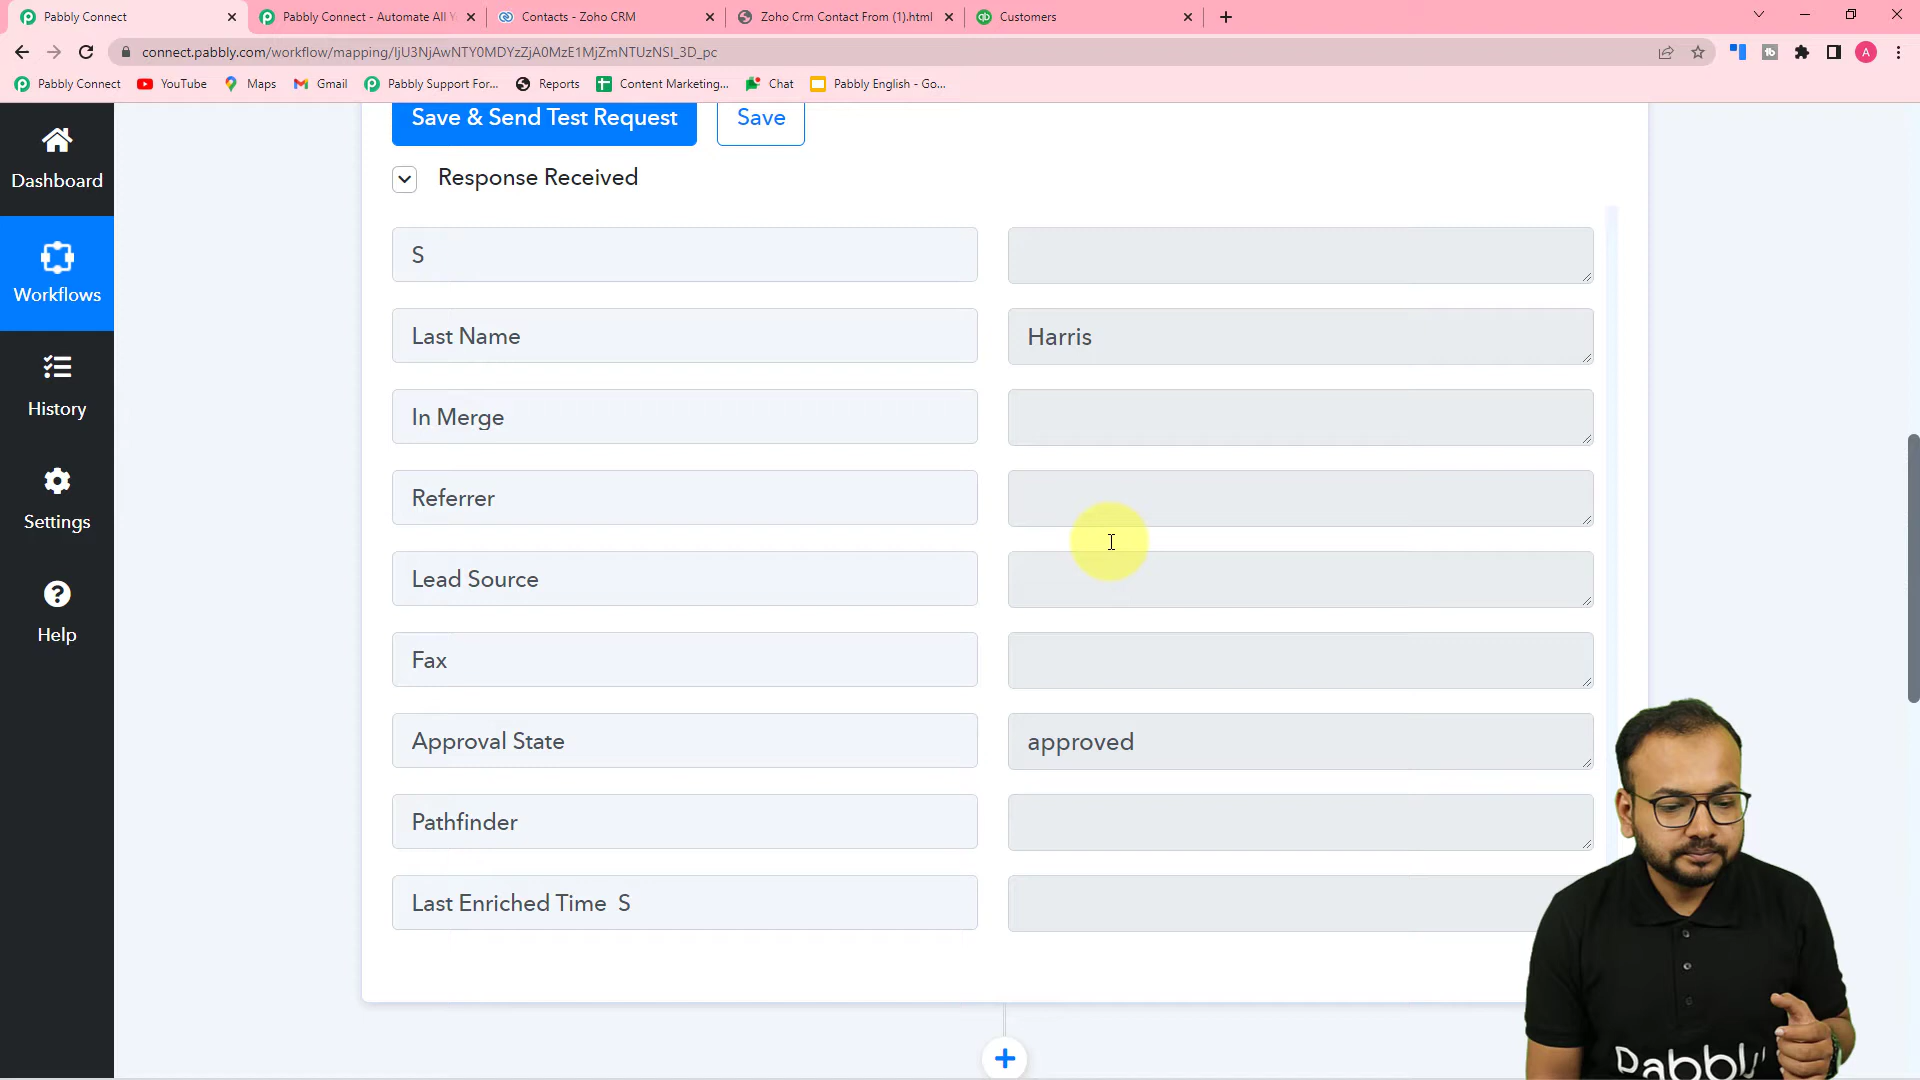 Pabbly Connect
Pabbly Connect - Automate All Y
Contacts - Zoho CRM
Zoho Crm Contact From (1).html
Customers
connect.pabbly.com/workflow/mapping/IjU3NjAwNTY0MDYzZjA0MzE1MjZmNTUzNSI_3D_pc
A
Pabbly Connect
YouTube
Maps
Gmail
Pabbly Support For...
Reports
Content Marketing...
Chat
Pabbly English - Go...
Dashboard
Workflows
History
Settings
Help
Save & Send Test Request
Save
Response Received
S
Last Name
Harris
In Merge
Referrer
Lead Source
Fax
Approval State
approved
Pathfinder
Last Enriched Time S
Pabbly